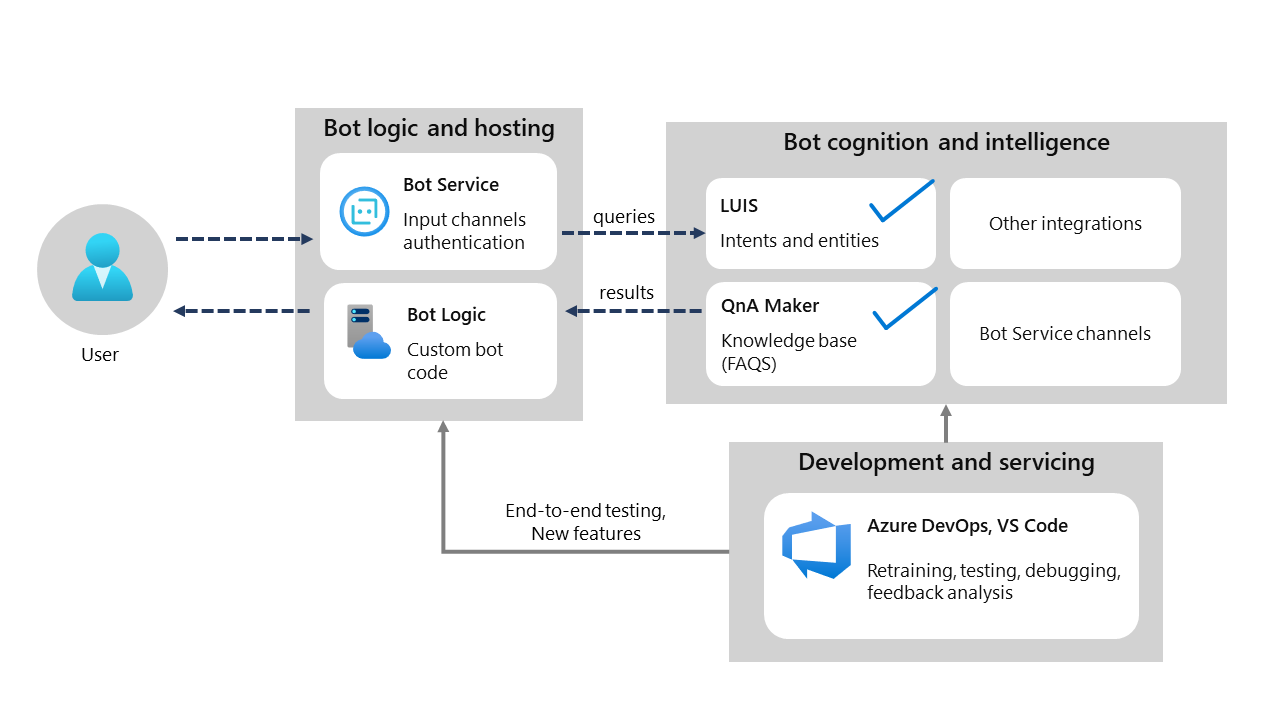 User
Bot logic and hosting
Bot Service
Input channels
authentication
Bot Logic
Custom bot
code
queries
results
Bot cognition and intelligence
LUIS
Intents and entities
Other integrations
QnA Maker
Knowledge base
(FAQS)
Bot Service channels
End-to-end testing,
New features
Development and servicing
Azure DevOps, VS Code
Retraining, testing, debugging,
feedback analysis